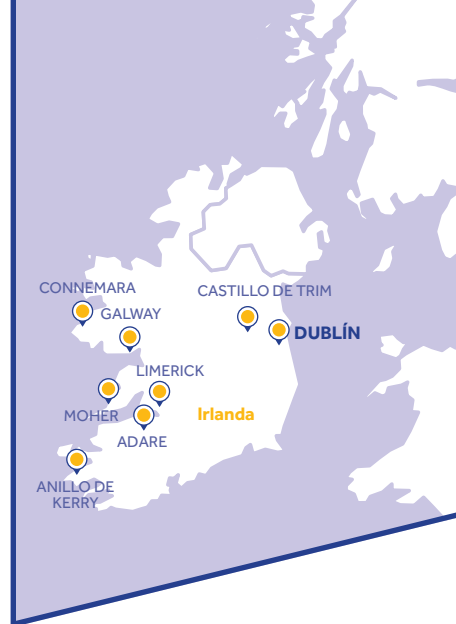 CONNEMARA
CASTILLO DE TRIM
GALWAY
DUBLÍN
LIMERICK
MOHER
Irlanda
ADARE
ANILLO DE
KERRY